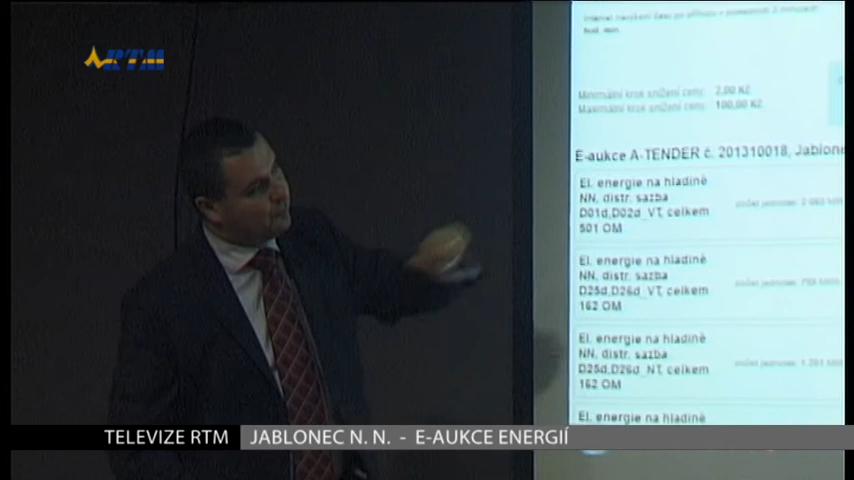 RTM
hod. min.
Minimální krok snížení ceny: 2,00 Kč
Maximální krok snížení ceny: 100,00 Kč
E-aukce A-TENDER č. 201310018, Jablone
El. energie na hladině
NN, distr. sazba
D01d,D02d_VT, celkem
501 OM
El. energie na hladině
NN, distr. sazba
D25d,D26d_VT, celkem
162 OM
El. energie na hladině
NN, distr. sazba
D25d,D26d_NT, celkem
162 OM
El. energie na hladině
TELEVIZE RTM JABLONEC N. N. - E-AUKCE ENERGIÍ